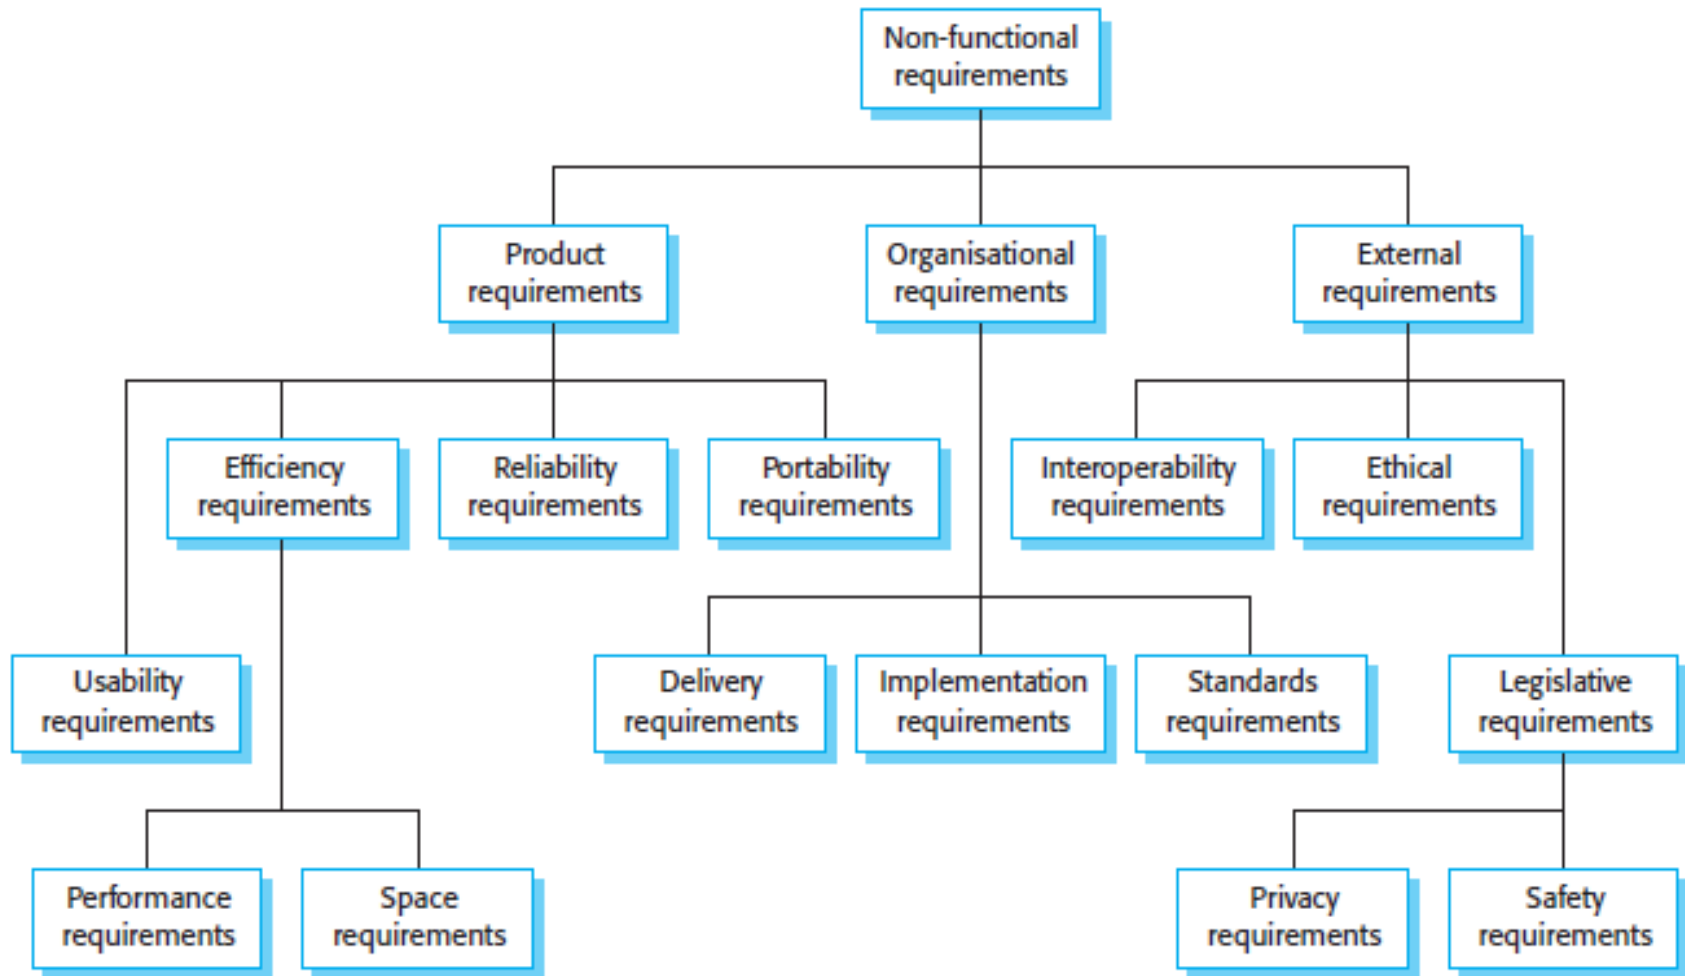 Non-functional
requirements
Product
requirements
Organisational
requirements
External
requirements
Efficiency
requirements
Reliability
requirements
Portability
requirements
Interoperability
requirements
Ethical
requirements
Usability
requirements
Delivery
requirements
Implementation
requirements
Standards
requirements
Legislative
requirements
Performance
requirements
Space
requirements
Privacy
requirements
Safety
requirements